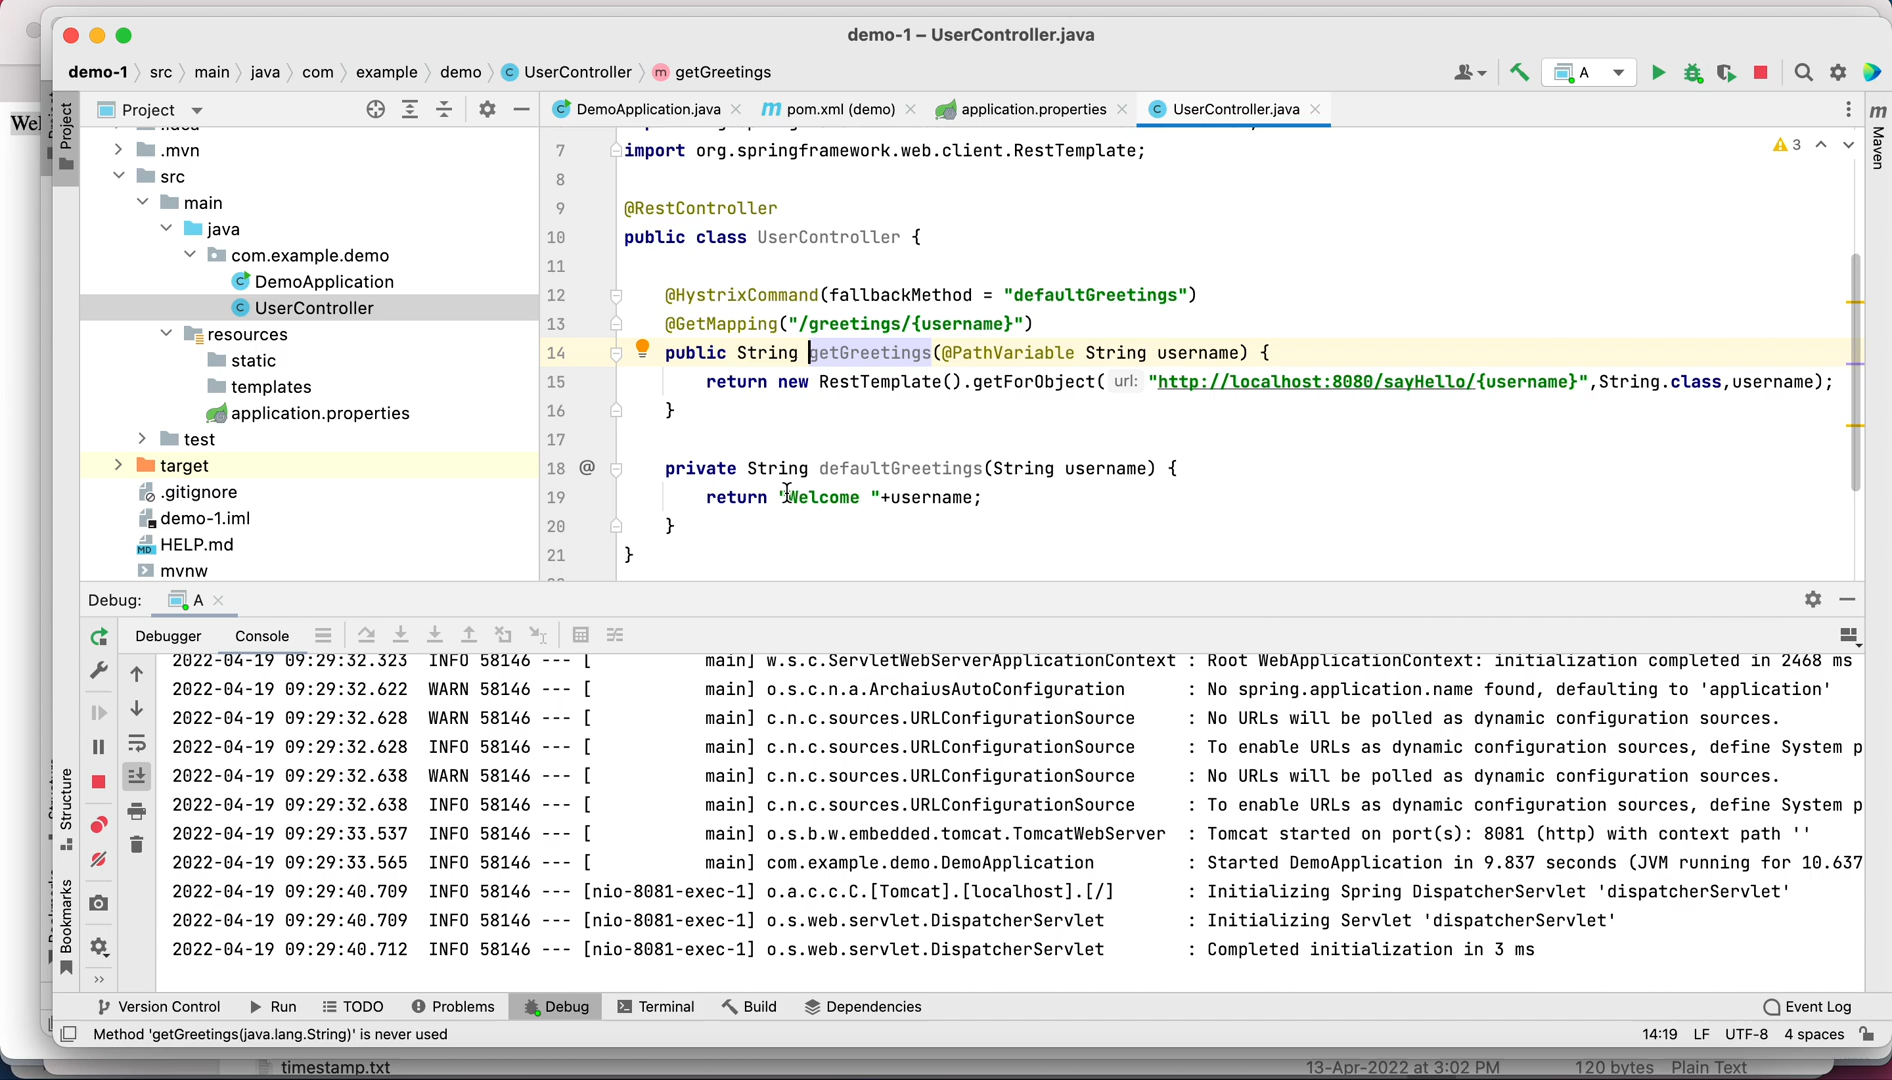 demo-1 – UserController.java
demo-1 src main java com example demo UserController getGreetings
A
Project
DemoApplication.java
pom.xml (demo)
application.properties
UserController.java
Maven
Project
Wel
.mvn
src
main
java
com.example.demo
DemoApplication
UserController
resources
static
templates
application.properties
test
target
.gitignore
demo-1.iml
HELP.md
mvnw
3
7 import org.springframework.web.client.RestTemplate;
8
9 @RestController
10 public class UserController {
11
12 @HystrixCommand(fallbackMethod = "defaultGreetings")
13 @GetMapping("/greetings/{username}")
14 public String getGreetings(@PathVariable String username) {
15 return new RestTemplate().getForObject( url: "http://localhost:8080/sayHello/{username}",String.class,username);
16 }
17
18 @ private String defaultGreetings(String username) {
19 return "Welcome "+username;
20 }
21 }
Debug: A
Debugger Console
2022-04-19 09:29:32.323 INFO 58146 --- [ main] w.s.c.ServletWebServerApplicationContext : Root WebApplicationContext: initialization completed in 2468 ms
2022-04-19 09:29:32.622 WARN 58146 --- [ main] o.s.c.n.a.ArchaiusAutoConfiguration : No spring.application.name found, defaulting to 'application'
2022-04-19 09:29:32.628 WARN 58146 --- [ main] c.n.c.sources.URLConfigurationSource : No URLs will be polled as dynamic configuration sources.
2022-04-19 09:29:32.628 INFO 58146 --- [ main] c.n.c.sources.URLConfigurationSource : To enable URLs as dynamic configuration sources, define System p
2022-04-19 09:29:32.638 WARN 58146 --- [ main] c.n.c.sources.URLConfigurationSource : No URLs will be polled as dynamic configuration sources.
2022-04-19 09:29:32.638 INFO 58146 --- [ main] c.n.c.sources.URLConfigurationSource : To enable URLs as dynamic configuration sources, define System p
2022-04-19 09:29:33.537 INFO 58146 --- [ main] o.s.b.w.embedded.tomcat.TomcatWebServer : Tomcat started on port(s): 8081 (http) with context path ''
2022-04-19 09:29:33.565 INFO 58146 --- [ main] com.example.demo.DemoApplication : Started DemoApplication in 9.837 seconds (JVM running for 10.637
2022-04-19 09:29:40.709 INFO 58146 --- [nio-8081-exec-1] o.a.c.c.C.[Tomcat].[localhost].[/] : Initializing Spring DispatcherServlet 'dispatcherServlet'
2022-04-19 09:29:40.709 INFO 58146 --- [nio-8081-exec-1] o.s.web.servlet.DispatcherServlet : Initializing Servlet 'dispatcherServlet'
2022-04-19 09:29:40.712 INFO 58146 --- [nio-8081-exec-1] o.s.web.servlet.DispatcherServlet : Completed initialization in 3 ms
Structure
Bookmarks
Version Control Run TODO Problems Debug Terminal Build Dependencies Event Log
Method 'getGreetings(java.lang.String)' is never used 14:19 LF UTF-8 4 spaces
timestamp.txt 13-Apr-2022 at 3:02 PM 120 bytes Plain Text